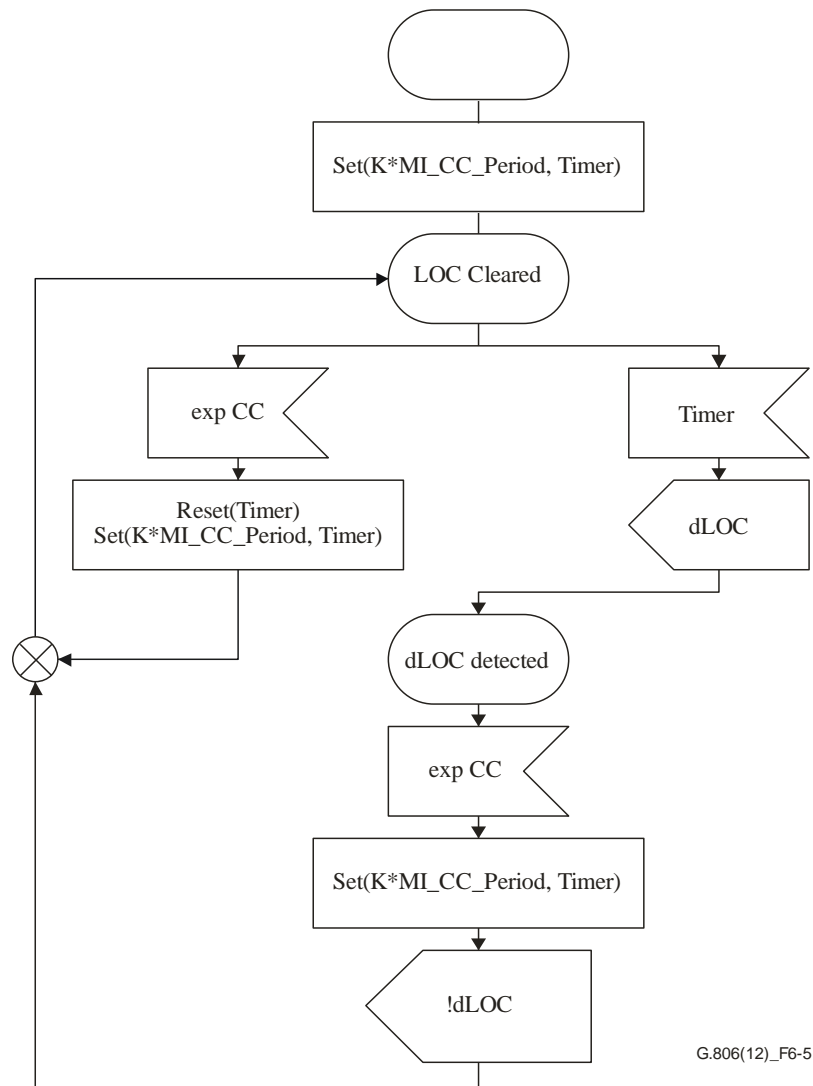 Set(K*MI_CC_Period, Timer)
LOC Cleared
exp CC
Timer
Reset(Timer)
Set(K*MI_CC_Period, Timer)
dLOC
dLOC detected
exp CC
Set(K*MI_CC_Period, Timer)
!dLOC
G.806(12)_F6-5